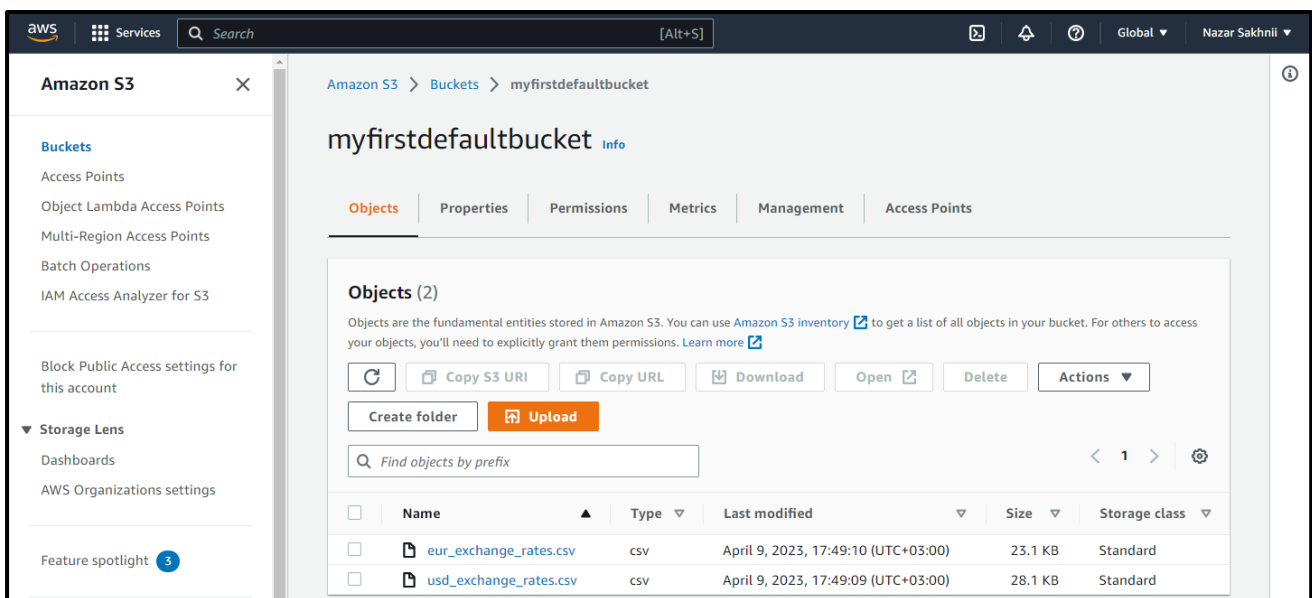 aws Services Search [Alt+S] Global Nazar Sakhnii
Amazon S3
Buckets
Access Points
Object Lambda Access Points
Multi-Region Access Points
Batch Operations
IAM Access Analyzer for S3
Block Public Access settings for
this account
Storage Lens
Dashboards
AWS Organizations settings
Feature spotlight 3
Amazon S3 > Buckets > myfirstdefaultbucket
myfirstdefaultbucket Info
Objects Properties Permissions Metrics Management Access Points
Objects (2)
Objects are the fundamental entities stored in Amazon S3. You can use Amazon S3 inventory to get a list of all objects in your bucket. For others to access
your objects, you'll need to explicitly grant them permissions. Learn more
Copy S3 URI Copy URL Download Open Delete Actions
Create folder Upload
Find objects by prefix < 1 >
Name Type Last modified Size Storage class
eur_exchange_rates.csv csv April 9, 2023, 17:49:10 (UTC+03:00) 23.1 KB Standard
usd_exchange_rates.csv csv April 9, 2023, 17:49:09 (UTC+03:00) 28.1 KB Standard